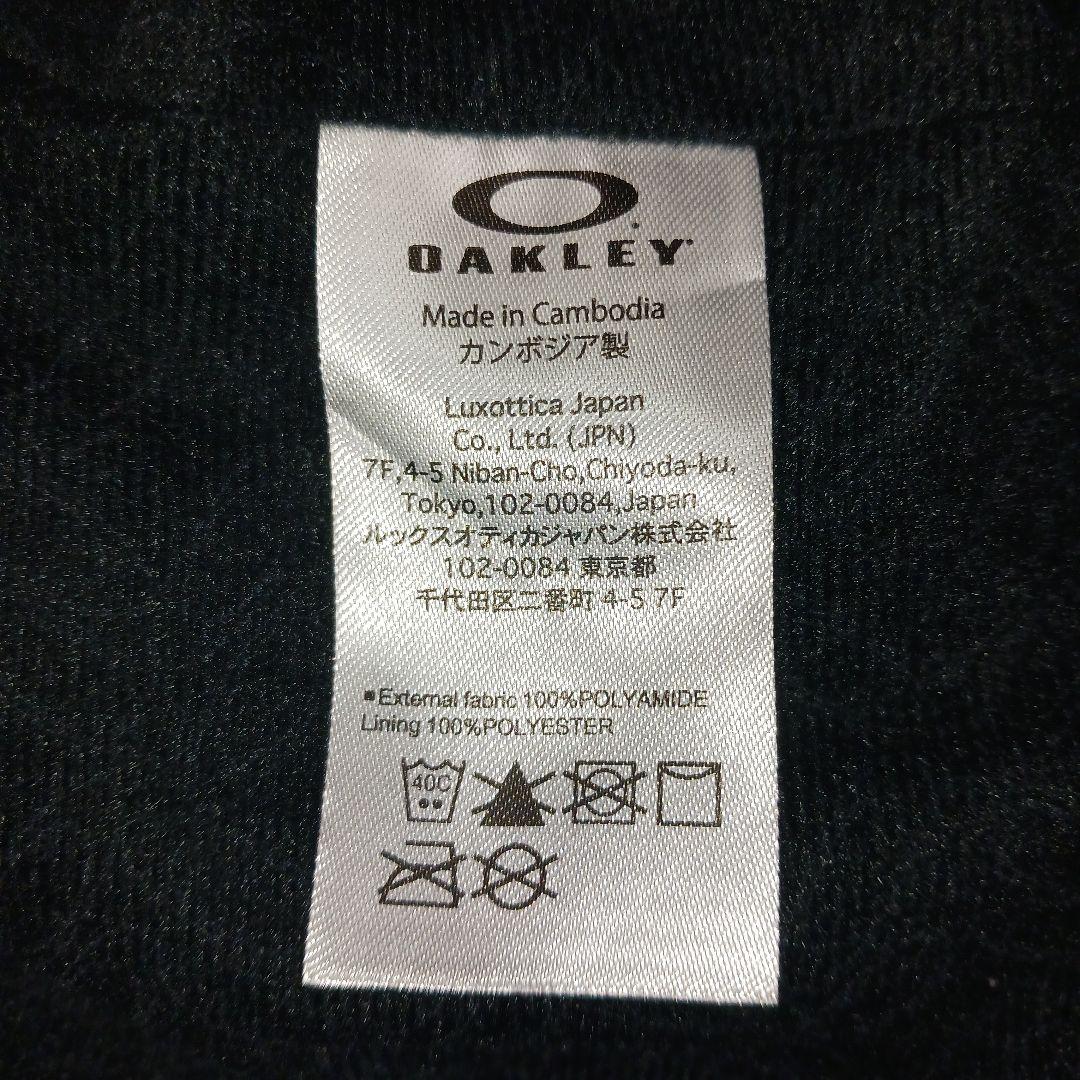 OAKLEY
Made in Cambodia
カンボジア製
Luxottica Japan
Co., Ltd. (JPN)
7F,4-5 Niban-Cho,Chiyoda-ku,
Tokyo,102-0084,Japan
ルックスオティカジャパン株式会社
102-0084 東京都
千代田区二番町 4-5 7F
▪External fabric 100%POLYAMIDE
Lining 100%POLYESTER
40C